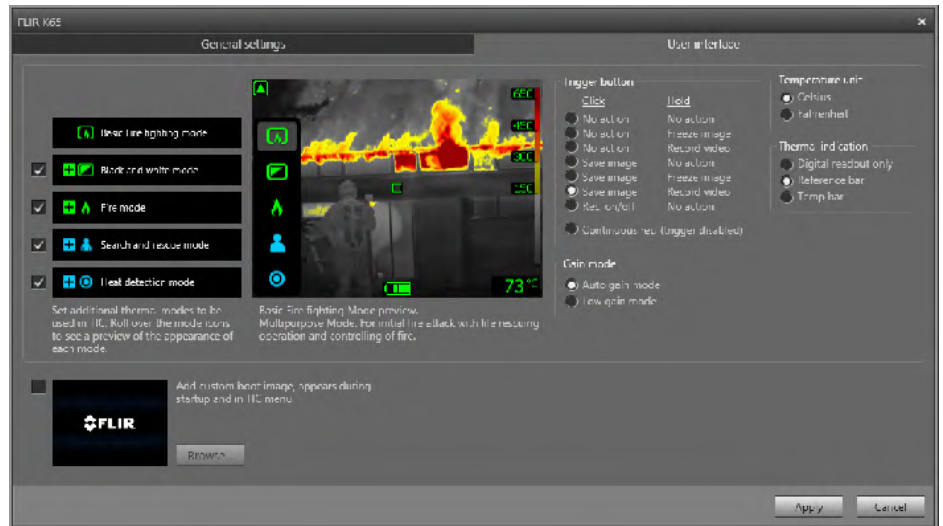 FLIR K65
General settings
User interface
Basic Fire fighting mode
Black and white mode
Fire mode
Search and rescue mode
Heat detection mode
Set additional thermal modes to be
used in TIC. Roll over the mode icons
to see a preview of the appearance of
each mode.
650
450
300
150
73°C
Basic Fire fighting Mode preview.
Multipurpose Mode. For initial fire attack with life rescuing
operation and controlling of fire.
Trigger button
Click Hold
No action No action
No action Freeze image
No action Record video
Save image No action
Save image Freeze image
Save image Record video
Rec on/off No action
Continuous rec (trigger disabled)
Gain mode
Auto gain mode
Low gain mode
Temperature unit
Celsius
Fahrenheit
Thermal indication
Digital readout only
Reference bar
Temp bar
FLIR
Add custom boot image, appears during
startup and in TIC menu
Browse...
Apply Cancel